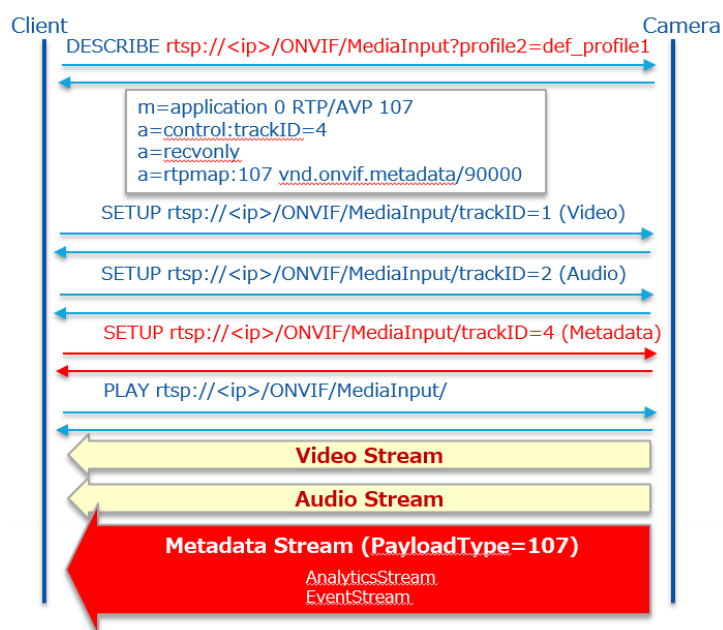 Client
Camera
DESCRIBE rtsp://<ip>/ONVIF/MediaInput?profile2=def_profile1
m=application 0 RTP/AVP 107
a=control:trackID=4
a=recvonly
a=rtpmap:107 vnd.onvif.metadata/90000
SETUP rtsp://<ip>/ONVIF/MediaInput/trackID=1 (Video)
SETUP rtsp://<ip>/ONVIF/MediaInput/trackID=2 (Audio)
SETUP rtsp://<ip>/ONVIF/MediaInput/trackID=4 (Metadata)
PLAY rtsp://<ip>/ONVIF/MediaInput/
Video Stream
Audio Stream
Metadata Stream (PayloadType=107)
AnalyticsStream
EventStream